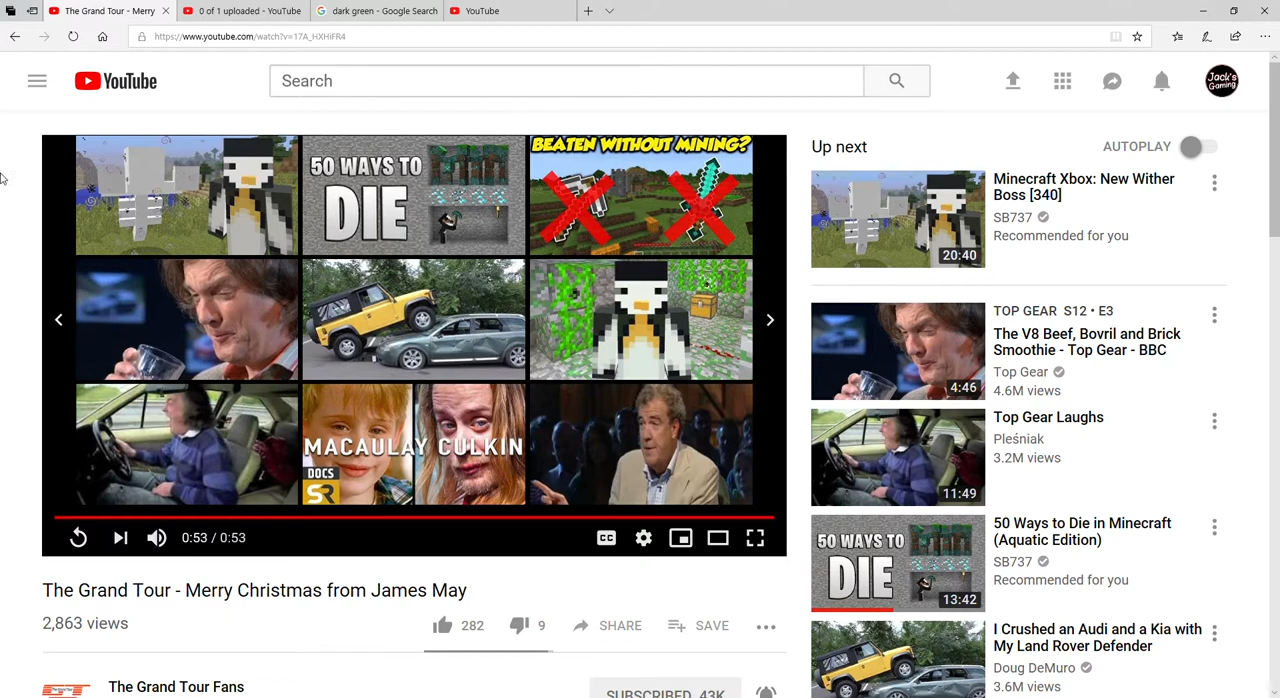 The Grand Tour - Merry
0 of 1 uploaded - YouTube
dark green - Google Search
YouTube
https://www.youtube.com/watch?v=17A_HXHiFR4
YouTube
Search
Jack's
Gaming
50 WAYS TO
DIE
BEATEN WITHOUT MINING?
MACAULAY CULKIN
DOCS
SR
0:53 / 0:53
CC
The Grand Tour - Merry Christmas from James May
2,863 views
282
9
SHARE
SAVE
The Grand Tour Fans
SUBSCRIBED 43K
Up next
AUTOPLAY
20:40
Minecraft Xbox: New Wither
Boss [340]
SB737
Recommended for you
4:46
TOP GEAR S12 • E3
The V8 Beef, Bovril and Brick
Smoothie - Top Gear - BBC
Top Gear
4.6M views
11:49
Top Gear Laughs
Pleśniak
3.2M views
50 WAYS TO
DIE
13:42
50 Ways to Die in Minecraft
(Aquatic Edition)
SB737
Recommended for you
I Crushed an Audi and a Kia with
My Land Rover Defender
Doug DeMuro
3.6M views